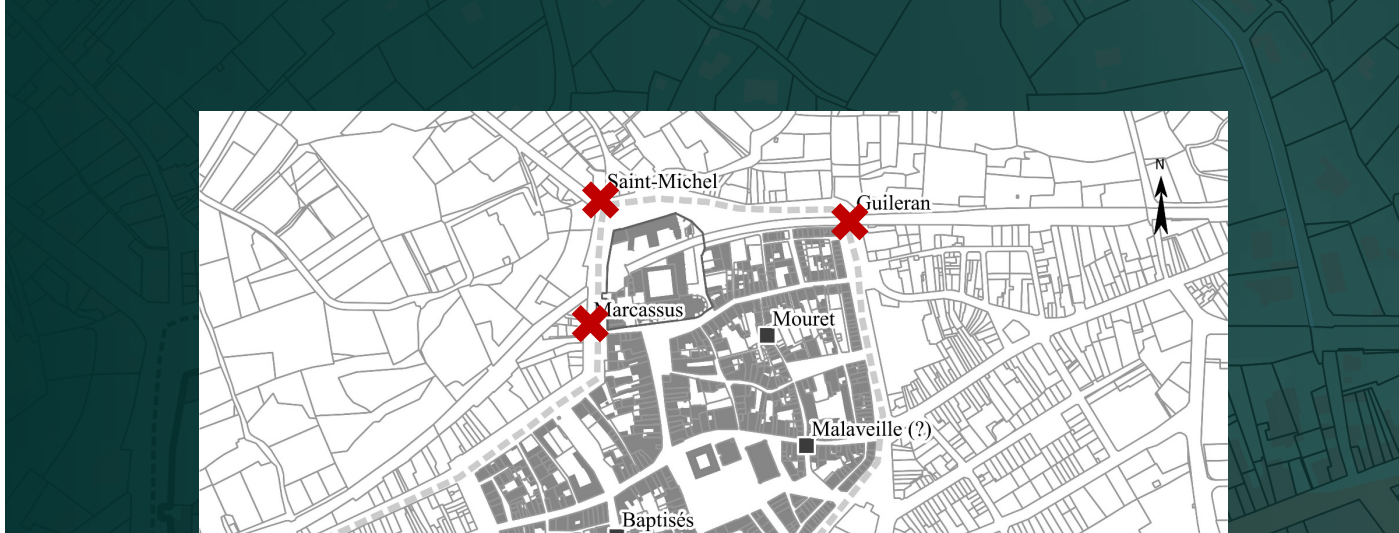 N
Saint-Michel
Guileran
Marcassus
Mouret
Malaveille (?)
Baptisés